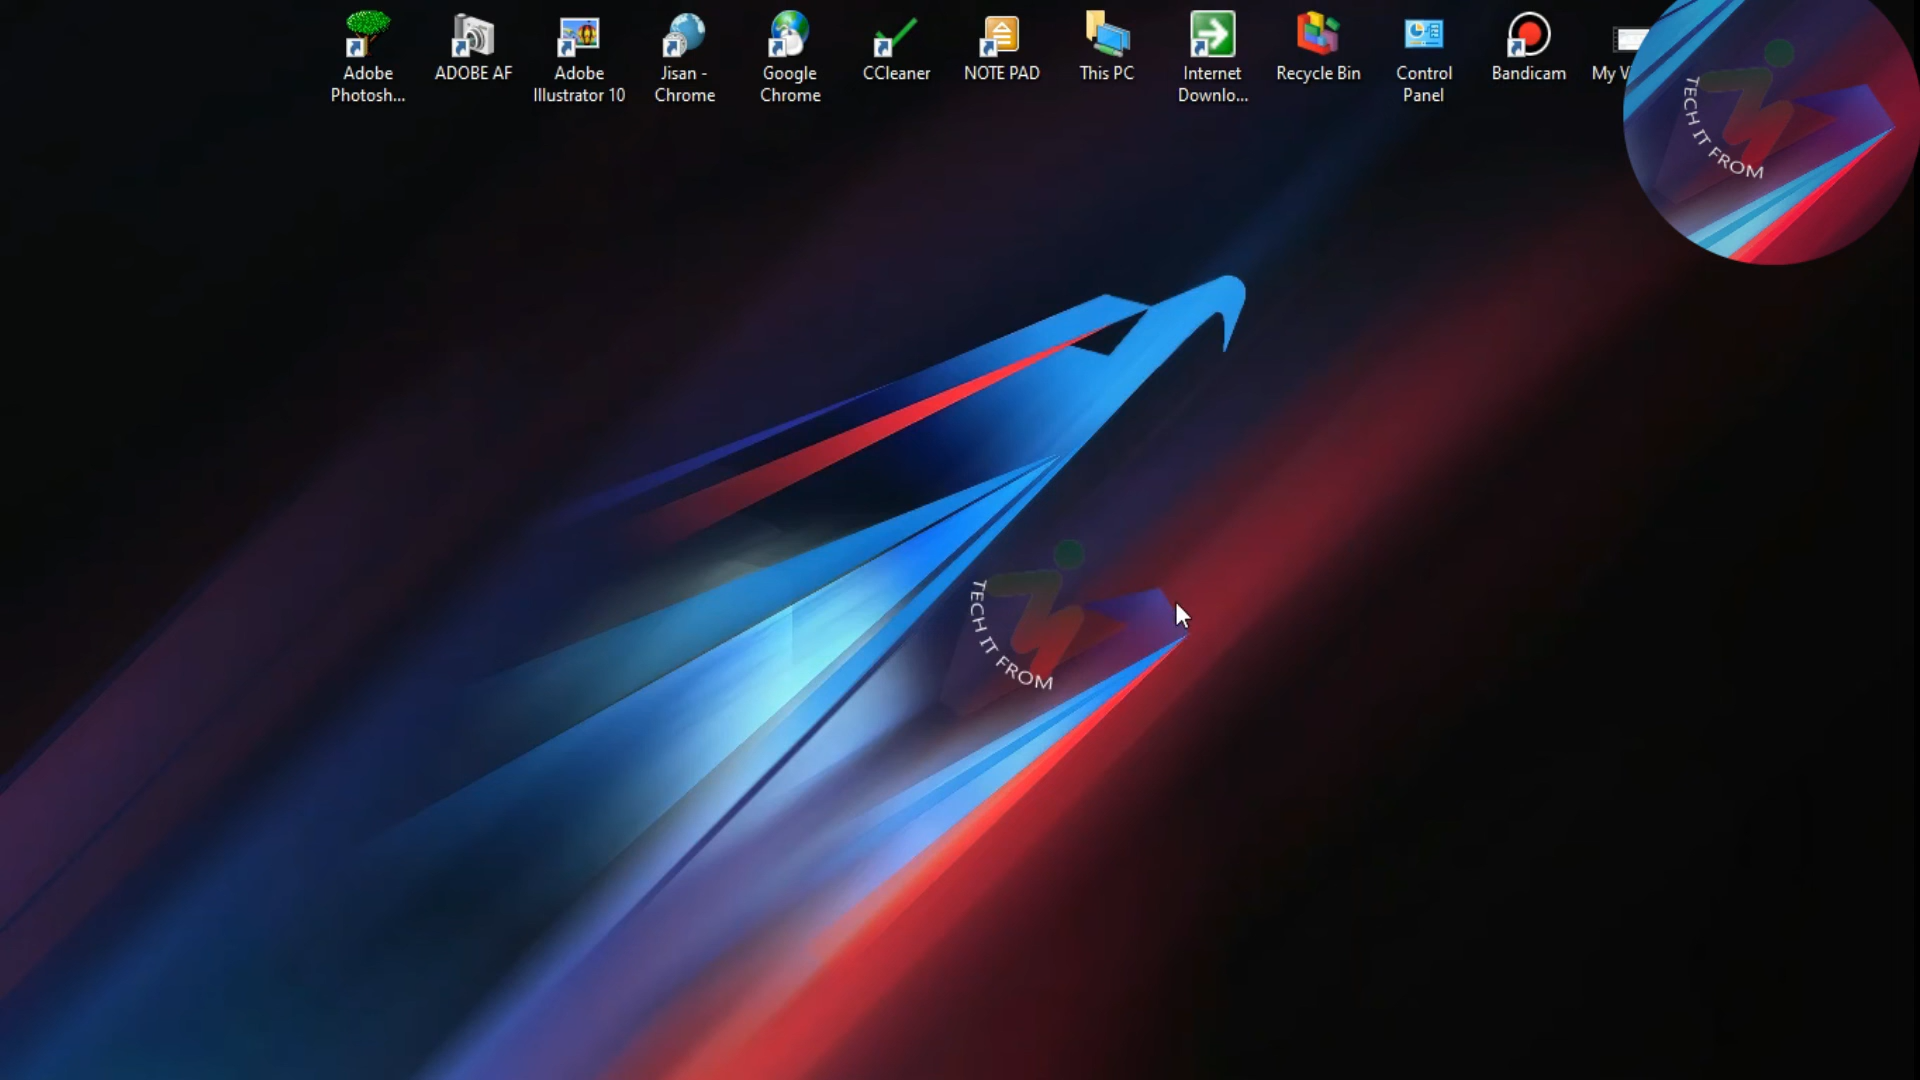 Adobe
Photosh...
ADOBE AF
Adobe
Illustrator 10
Jisan -
Chrome
Google
Chrome
CCleaner
NOTE PAD
This PC
Internet
Downlo...
Recycle Bin
Control
Panel
Bandicam
My V
TECH IT FROM
TECH IT FROM